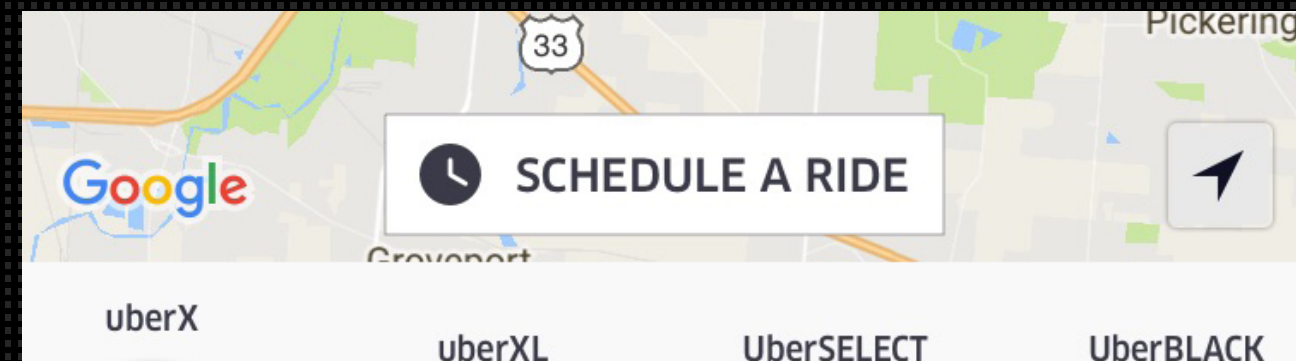 Pickering
33
SCHEDULE A RIDE
Google
Groveport
uberX
uberXL
UberSELECT
UberBLACK